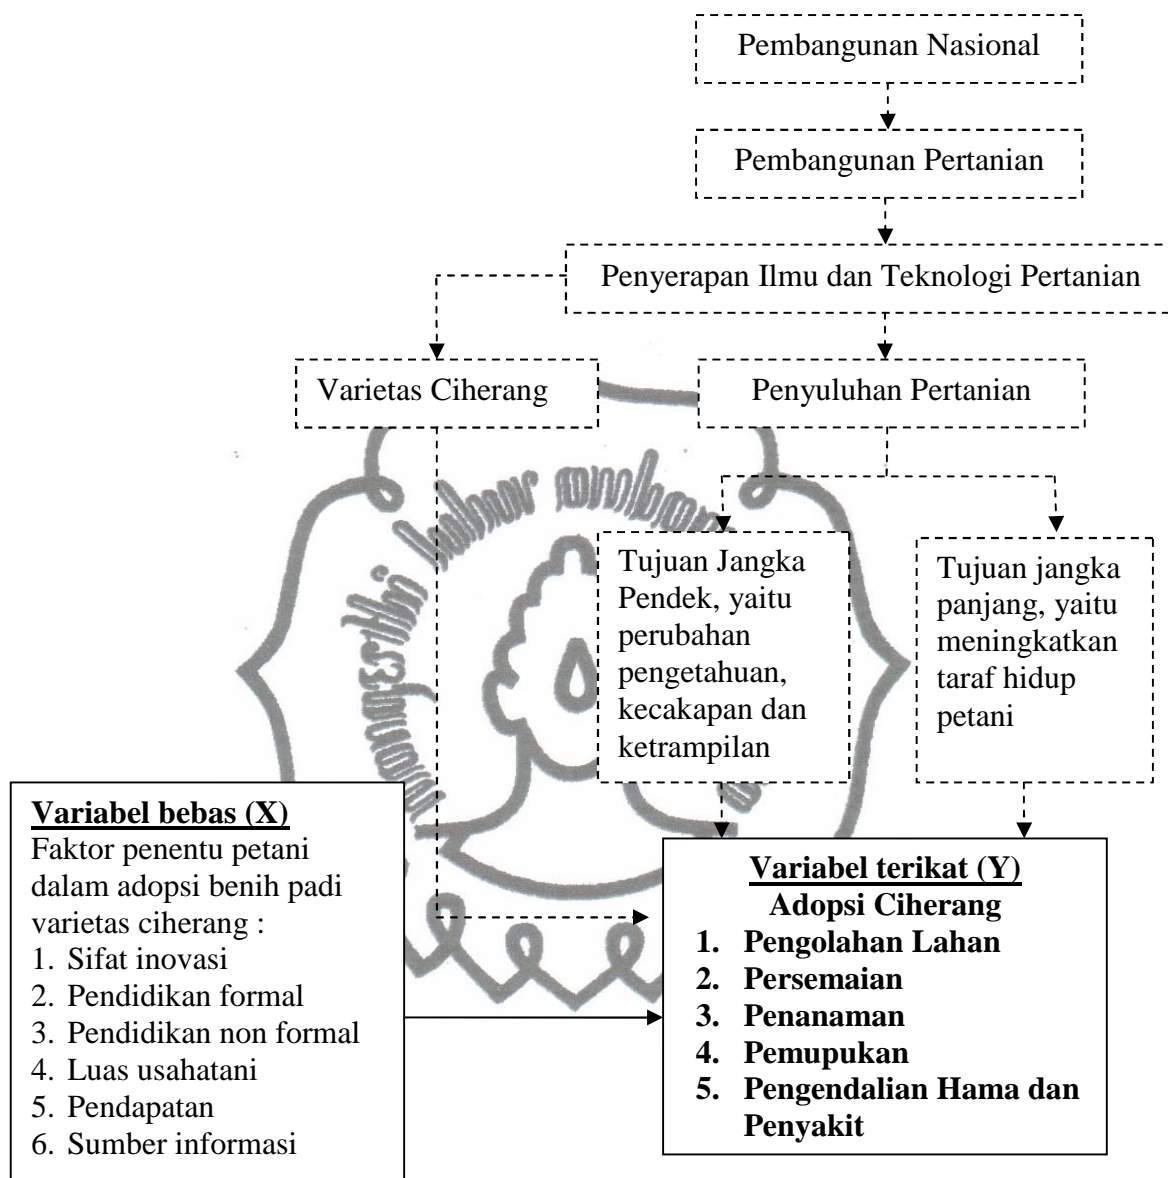 Pembangunan Nasional
Pembangunan Pertanian
Penyerapan Ilmu dan Teknologi Pertanian
Varietas Ciherang
Penyuluhan Pertanian
Tujuan Jangka
Pendek, yaitu
perubahan
pengetahuan,
kecakapan dan
ketrampilan
Tujuan jangka
panjang, yaitu
meningkatkan
taraf hidup
petani
Variabel bebas (X)
Faktor penentu petani
dalam adopsi benih padi
varietas ciherang :
1. Sifat inovasi
2. Pendidikan formal
3. Pendidikan non formal
4. Luas usahatani
5. Pendapatan
6. Sumber informasi
Variabel terikat (Y)
Adopsi Ciherang
1. Pengolahan Lahan
2. Persemaian
3. Penanaman
4. Pemupukan
5. Pengendalian Hama dan
Penyakit